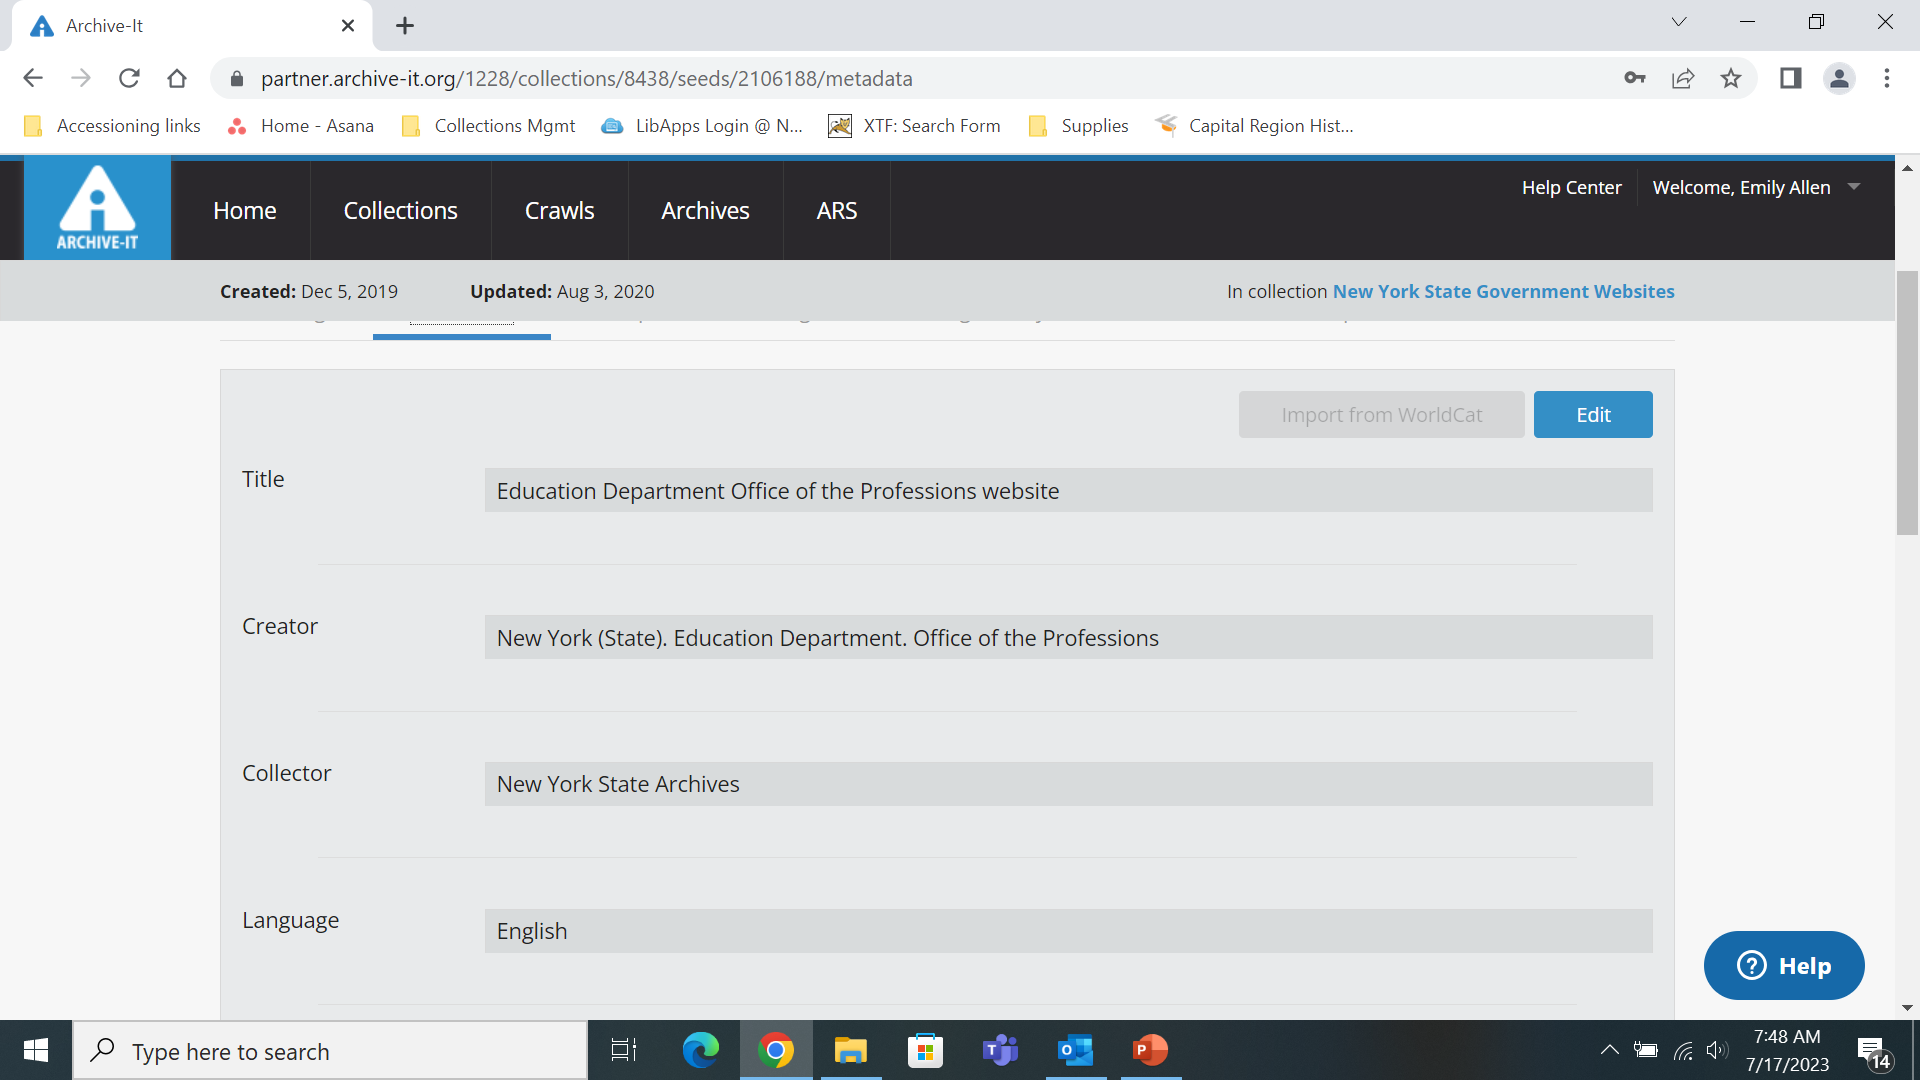 Archive-It
partner.archive-it.org/1228/collections/8438/seeds/2106188/metadata
Accessioning links Home - Asana Collections Mgmt LibApps Login @ N... XTF: Search Form Supplies Capital Region Hist...
ARCHIVE-IT
Home Collections Crawls Archives ARS
Help Center Welcome, Emily Allen
Created: Dec 5, 2019 Updated: Aug 3, 2020 In collection New York State Government Websites
Import from WorldCat Edit
Title Education Department Office of the Professions website
Creator New York (State). Education Department. Office of the Professions
Collector New York State Archives
Language English
Help
Type here to search
7:48 AM
7/17/2023
14